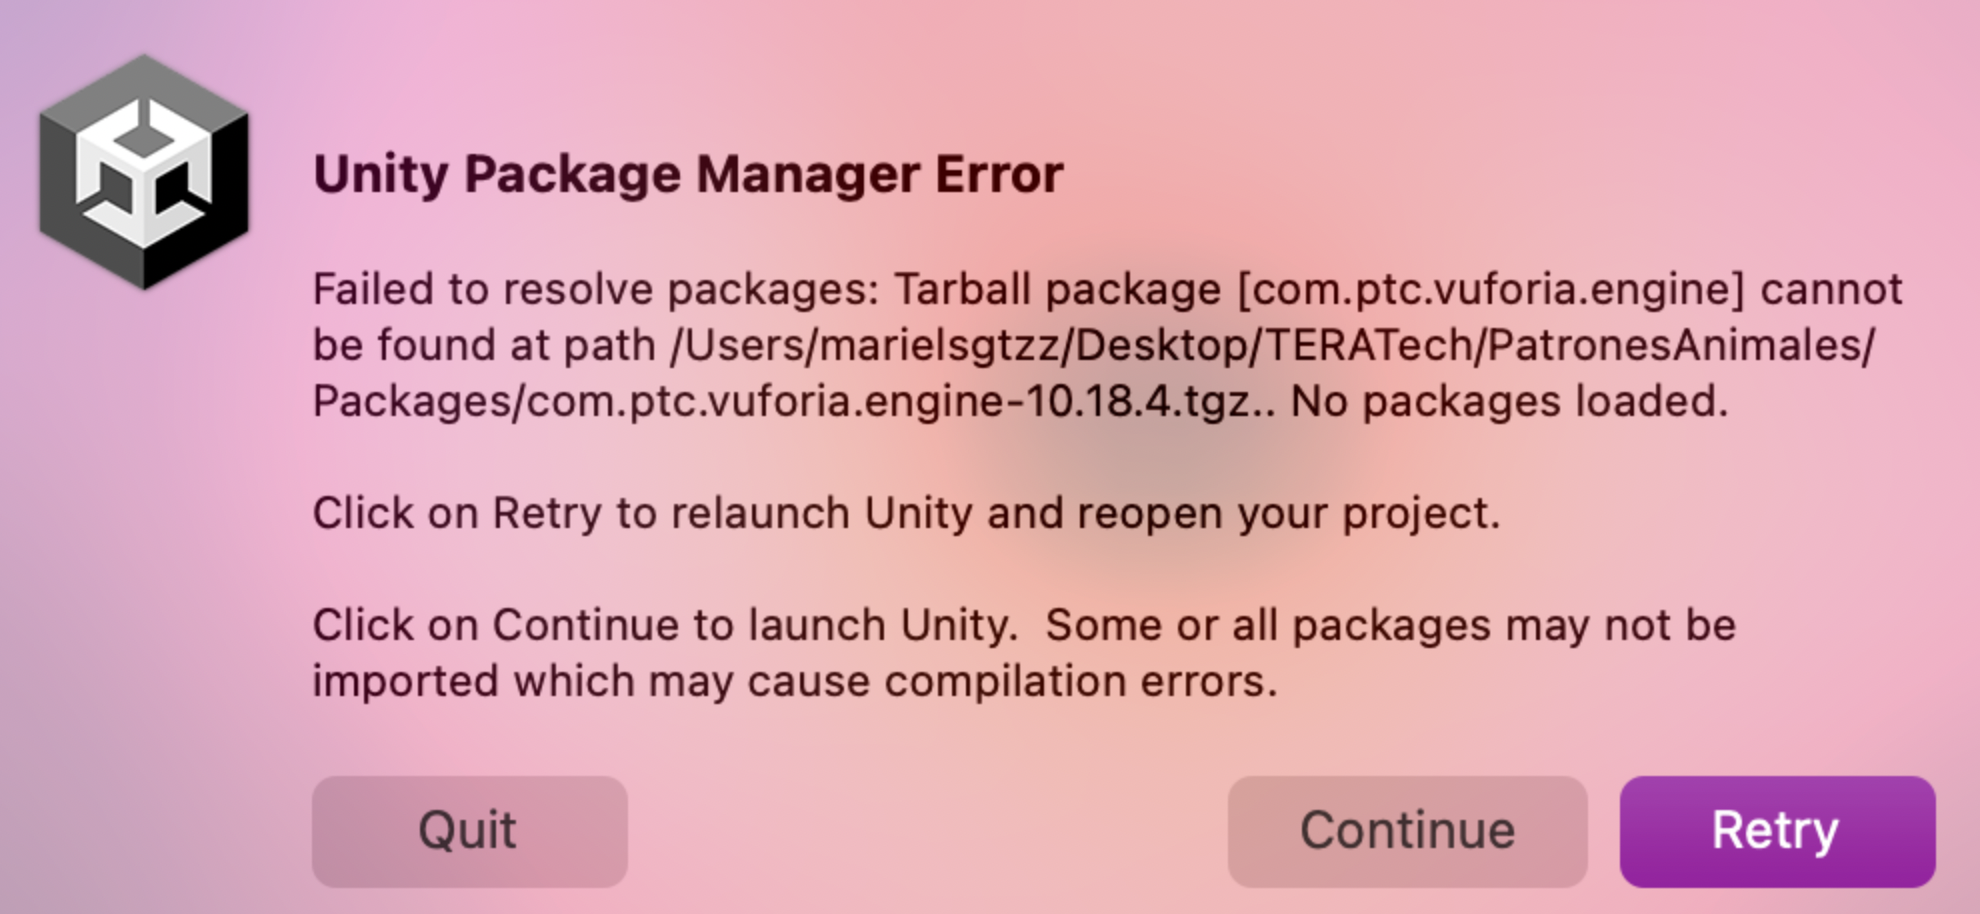 Unity Package Manager Error
Failed to resolve packages: Tarball package [com.ptc.vuforia.engine] cannot
be found at path /Users/marielsgtzz/Desktop/TERATech/PatronesAnimales/
Packages/com.ptc.vuforia.engine-10.18.4.tgz.. No packages loaded.
Click on Retry to relaunch Unity and reopen your project.
Click on Continue to launch Unity.  Some or all packages may not be
imported which may cause compilation errors.
Quit
Continue
Retry